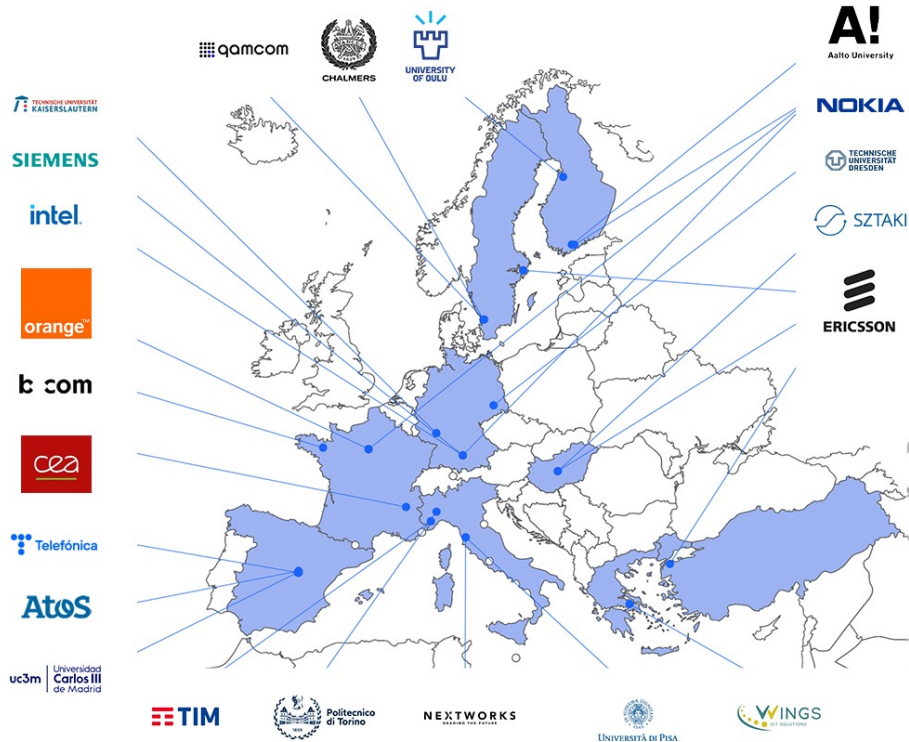 qamcom
CHALMERS
UNIVERSITY
OF OULU
A!
Aalto University
TECHNISCHE UNIVERSITÄT
KAISERSLAUTERN
NOKIA
SIEMENS
TECHNISCHE
UNIVERSITÄT
DRESDEN
intel.
SZTAKI
orange™
ERICSSON
b com
cea
Telefónica
Atos
uc3m
Universidad
Carlos III
de Madrid
TIM
Politecnico
di Torino
NEXTWORKS
UNIVERSITÀ DI PISA
WINGS
ICT SOLUTIONS